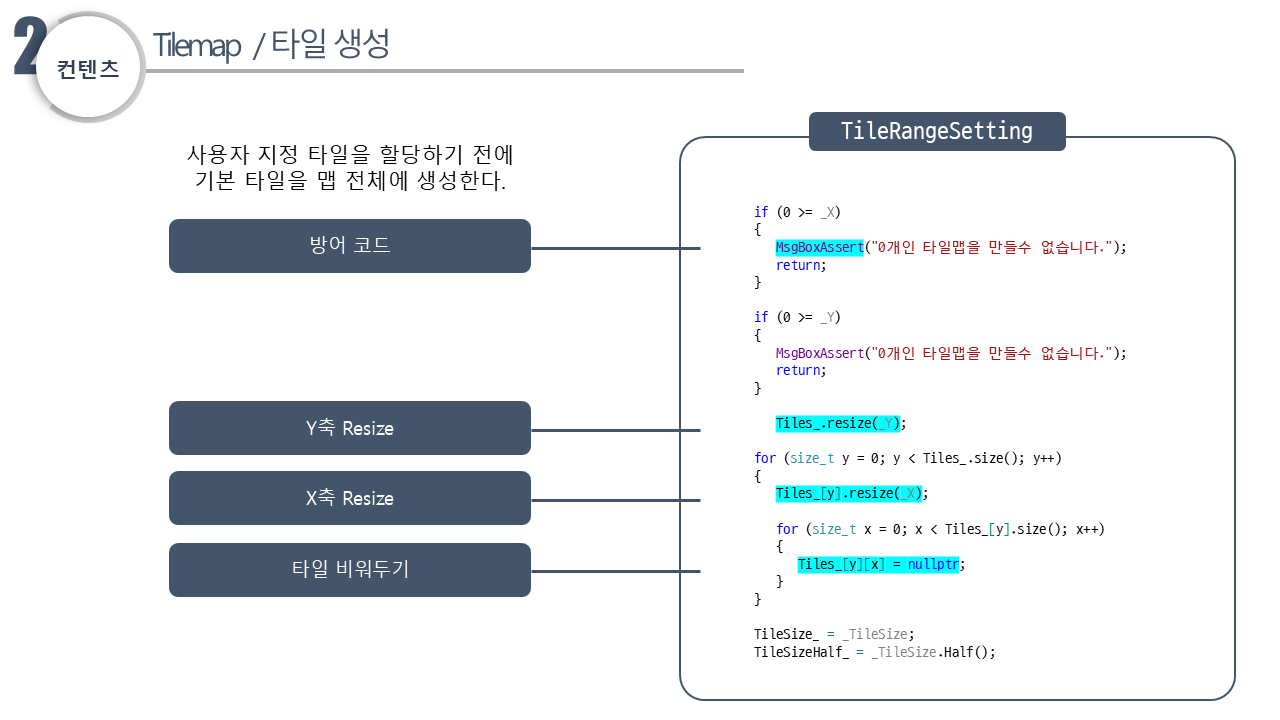 2
컨텐츠
Tilemap / 타일 생성
사용자 지정 타일을 할당하기 전에
기본 타일을 맵 전체에 생성한다.
방어 코드
Y축 Resize
X축 Resize
타일 비워두기
TileRangeSetting
if (0 >= _X)
{
MsgBoxAssert("0개인 타일맵을 만들수 없습니다.");
return;
}
if (0 >= _Y)
{
MsgBoxAssert("0개인 타일맵을 만들수 없습니다.");
return;
}
Tiles_.resize(_Y);
for (size_t y = 0; y < Tiles_.size(); y++)
{
Tiles_[y].resize(_X);
for (size_t x = 0; x < Tiles_[y].size(); x++)
{
Tiles_[y][x] = nullptr;
}
}
TileSize_ = _TileSize;
TileSizeHalf_ = _TileSize.Half();